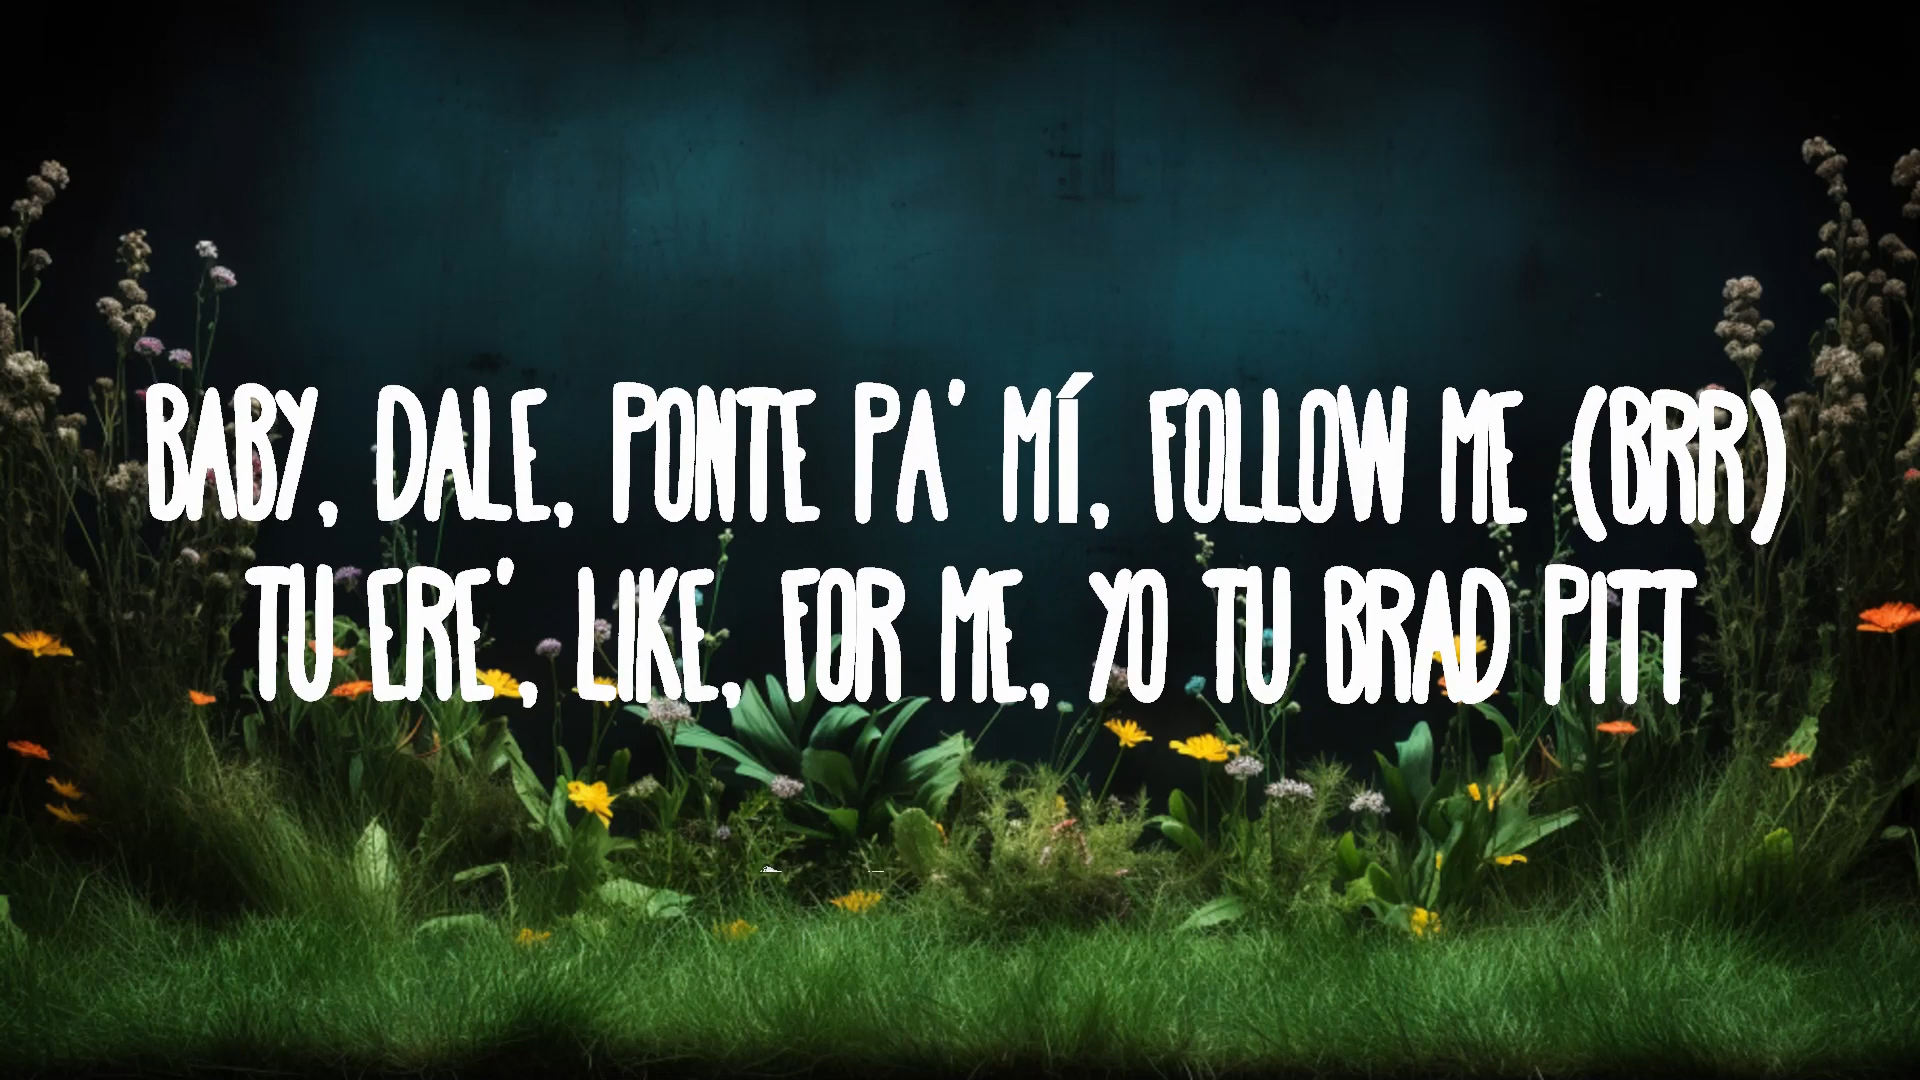 BABY, DALE, PONTE PA' MÍ, FOLLOW ME (BRR)
TU ERE', LIKE, FOR ME, YO TU BRAD PITT